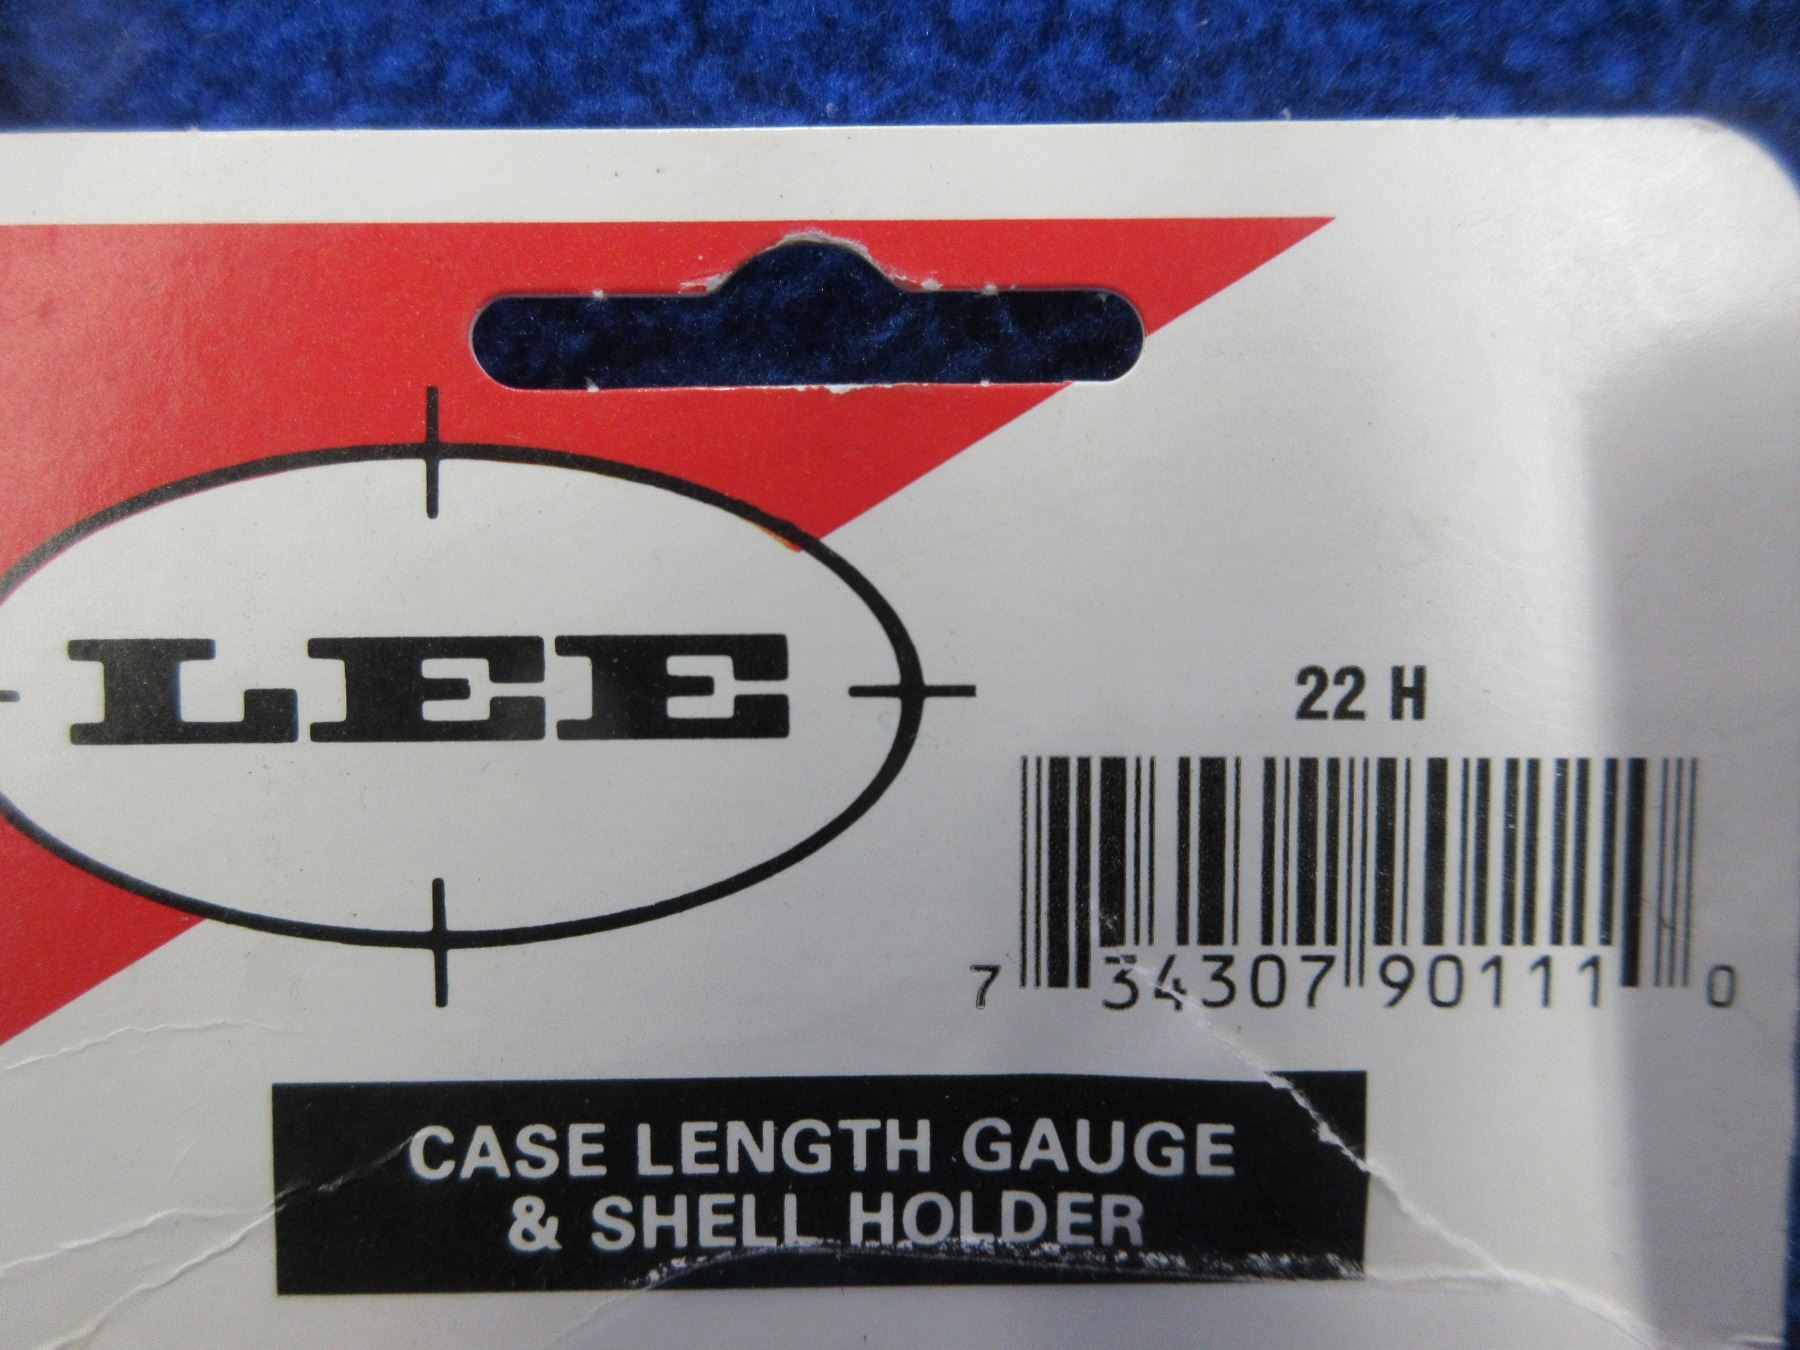 LEE
22 H
7 34307 90111 0
CASE LENGTH GAUGE
& SHELL HOLDER